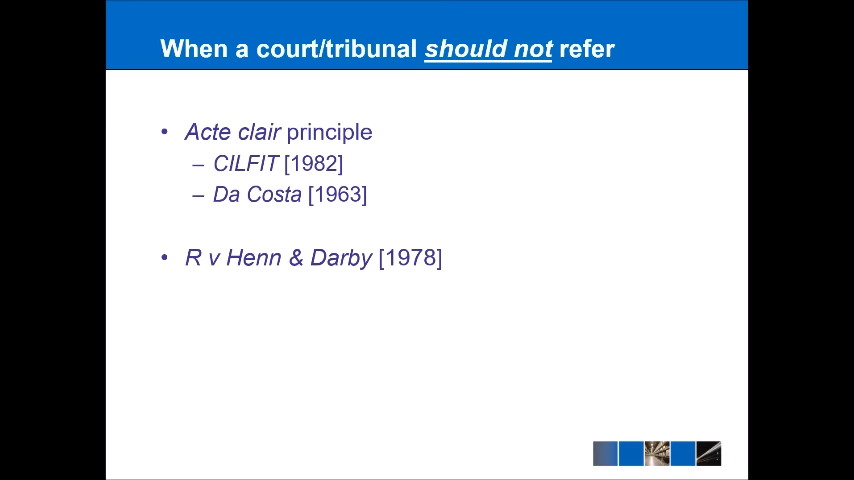 When a court/tribunal should not refer
• Acte clair principle
– CILFIT [1982]
– Da Costa [1963]
• R v Henn & Darby [1978]